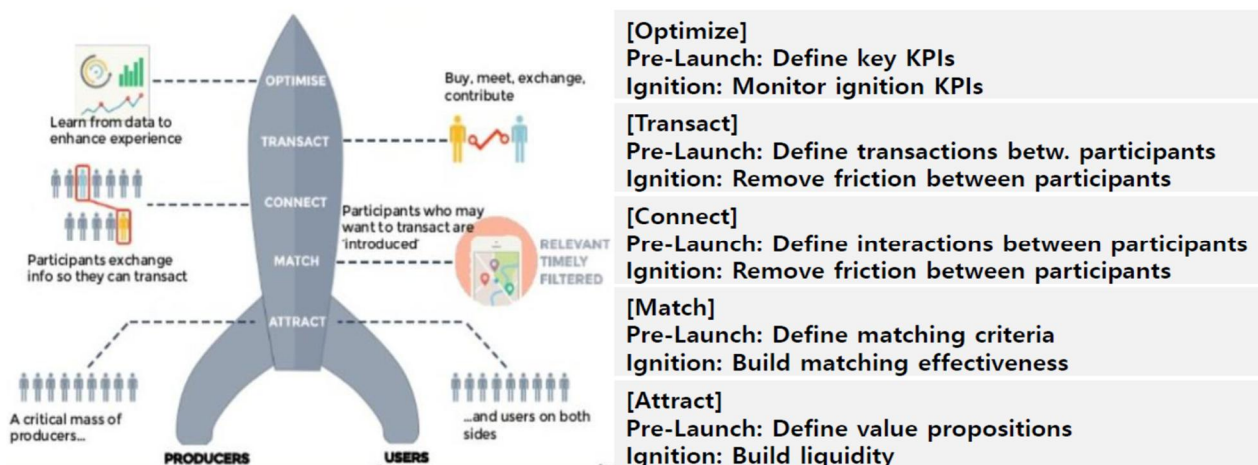 OPTIMISE
TRANSACT
CONNECT
MATCH
ATTRACT
Learn from data to
enhance experience
Buy, meet, exchange,
contribute
Participants exchange
info so they can transact
Participants who may
want to transact are
'introduced'
RELEVANT
TIMELY
FILTERED
A critical mass of
producers...
...and users on both
sides
PRODUCERS
USERS
[Optimize]
Pre-Launch: Define key KPIs
Ignition: Monitor ignition KPIs
[Transact]
Pre-Launch: Define transactions betw. participants
Ignition: Remove friction between participants
[Connect]
Pre-Launch: Define interactions between participants
Ignition: Remove friction between participants
[Match]
Pre-Launch: Define matching criteria
Ignition: Build matching effectiveness
[Attract]
Pre-Launch: Define value propositions
Ignition: Build liquidity